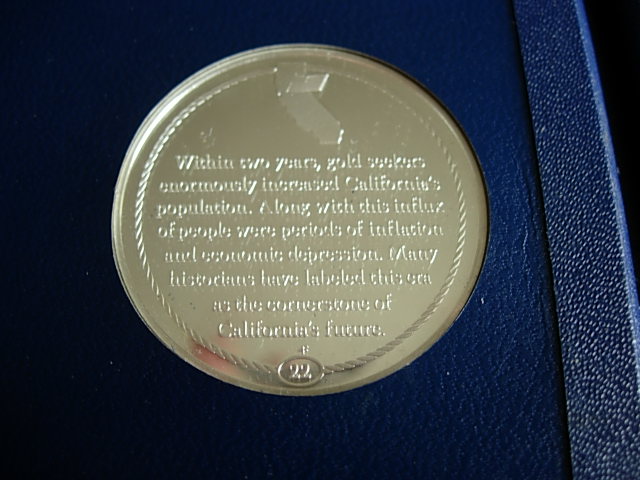 Within two years, gold seekers
enormously increased California's
population. Along with this influx
of people were periods of inflation
and economic depression. Many
historians have labeled this era
as the cornerstone of
California's future.
22